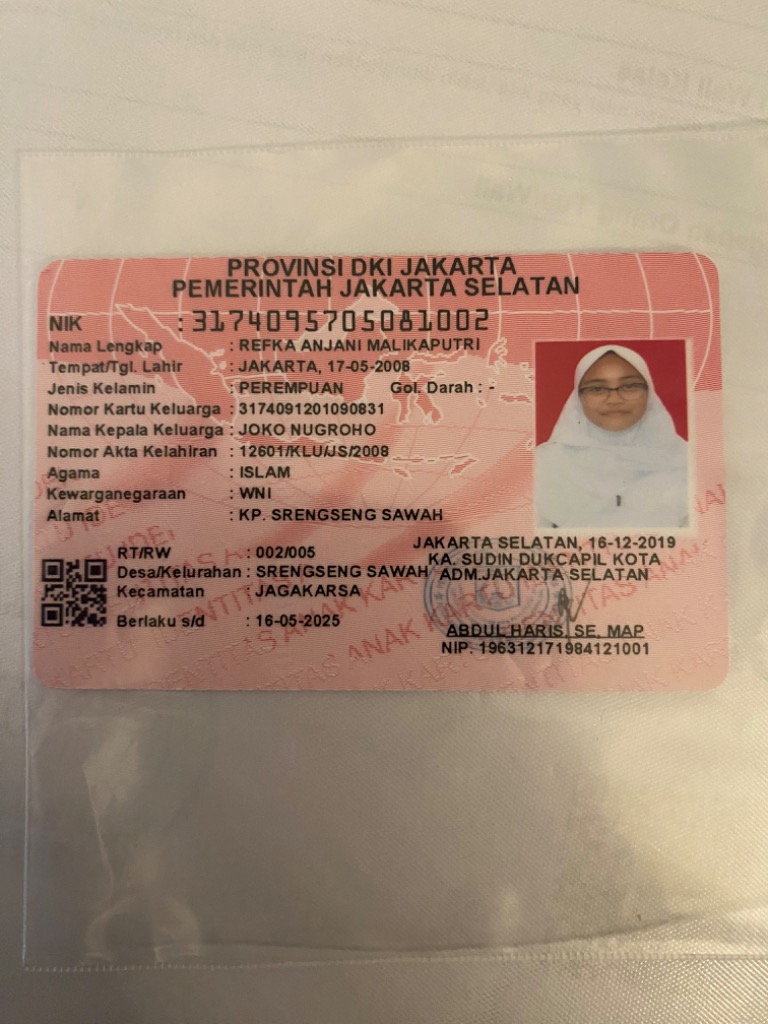 PROVINSI DKI JAKARTA
PEMERINTAH JAKARTA SELATAN
NIK : 3174095705081002
Nama Lengkap : REFKA ANJANI MALIKAPUTRI
Tempat/Tgl. Lahir : JAKARTA, 17-05-2008
Jenis Kelamin : PEREMPUAN Gol. Darah : -
Nomor Kartu Keluarga : 3174091201090831
Nama Kepala Keluarga : JOKO NUGROHO
Nomor Akta Kelahiran : 12601/KLU/JS/2008
Agama : ISLAM
Kewarganegaraan : WNI
Alamat : KP. SRENGSENG SAWAH
RT/RW : 002/005
Desa/Kelurahan : SRENGSENG SAWAH
Kecamatan : JAGAKARSA
Berlaku s/d : 16-05-2025
JAKARTA SELATAN, 16-12-2019
KA. SUDIN DUKCAPIL KOTA
ADM.JAKARTA SELATAN
ABDUL HARIS, SE, MAP
NIP. 196312171984121001